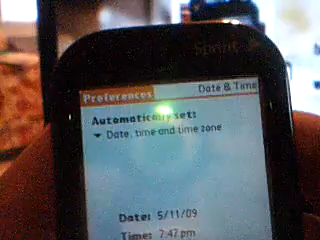 Sprint
Preferences Date & Time
Automatically set:
Date, time and time zone
Date: 5/11/09
Time: 7:47 pm